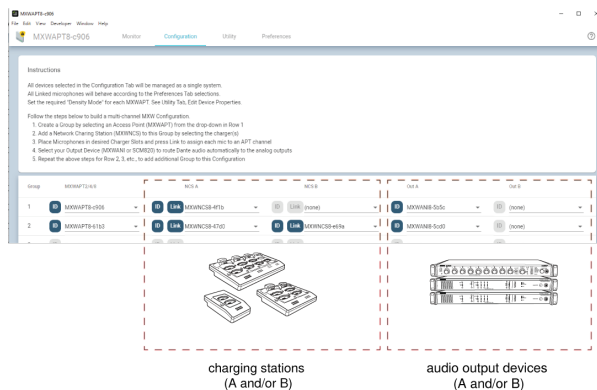 MXWAPT8-c906
File Edit View Developer Window Help
MXWAPT8-c906 Monitor Configuration Utility Preferences
Instructions
All devices selected in the Configuration Tab will be managed as a single system.
All Linked microphones will behave according to the Preferences Tab selections.
Set the required "Density Mode" for each MXWAPT. See Utility Tab, Edit Device Properties
Follow the steps below to build a multi-channel MXW Configuration
1. Create a Group by selecting an Access Point (MXWAPT) from the drop-down in Row 1
2. Add a Network Charing Station (MXWNCS) to this Group by selecting the charger(s)
3. Place Microphones in desired Charger Slots and press Link to assign each mic to an APT channel
4. Select your Output Device (MXWANI or SCM820) to route Dante audio automatically to the analog outputs
5. Repeat the above steps for Row 2, 3, etc., to add additional Group to this Configuration
Group MXWAPT2/4/8 NCS A NCS B Out A Out B
1 ID MXWAPT8-c906 ID Link MXWNCS8-4f1b ID Link (none) ID MXWANI8-5b5c ID (none)
2 ID MXWAPT8-61b3 ID Link MXWNCS8-47d0 ID Link MXWNCS8-e69a ID MXWANI8-5cd0 ID (none)
charging stations
(A and/or B)
audio output devices
(A and/or B)